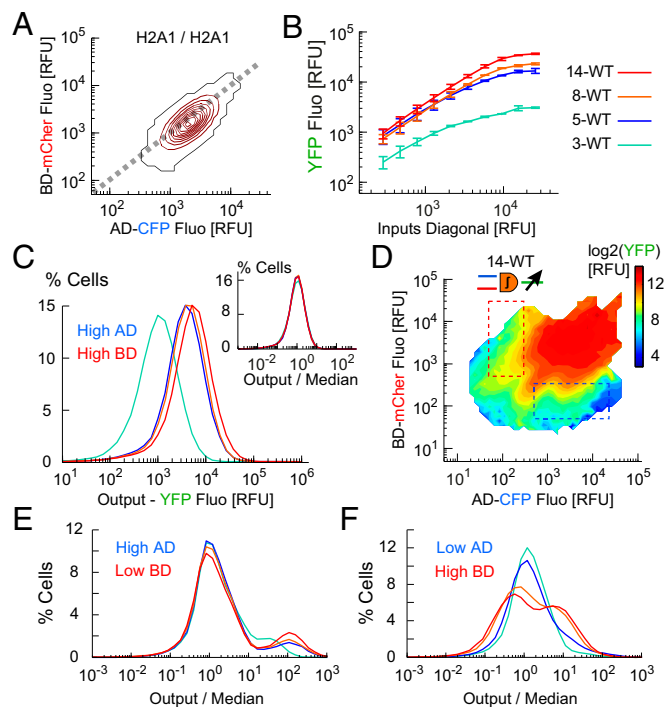 A
H2A1 / H2A1
BD-mCher Fluo [RFU]
10^5
10^4
10^3
10^2
10^2 10^3 10^4
AD-CFP Fluo [RFU]
B
YFP Fluo [RFU]
10^5
10^4
10^3
10^2
10^3 10^4
Inputs Diagonal [RFU]
14-WT
8-WT
5-WT
3-WT
C
% Cells
High AD
High BD
15
10
5
0
10^1 10^2 10^3 10^4 10^5 10^6
Output - YFP Fluo [RFU]
% Cells
16
12
8
4
0
10^-2 10^0 10^2
Output / Median
D
14-WT
∫
log2(YFP)
[RFU]
12
10
8
6
4
BD-mCher Fluo [RFU]
10^5
10^4
10^3
10^2
10^1
10^2 10^3 10^4 10^5
AD-CFP Fluo [RFU]
E
High AD
Low BD
% Cells
12
8
4
0
10^-3 10^-2 10^-1 10^0 10^1 10^2 10^3
Output / Median
F
Low AD
High BD
% Cells
12
8
4
0
10^-3 10^-2 10^-1 10^0 10^1 10^2 10^3
Output / Median